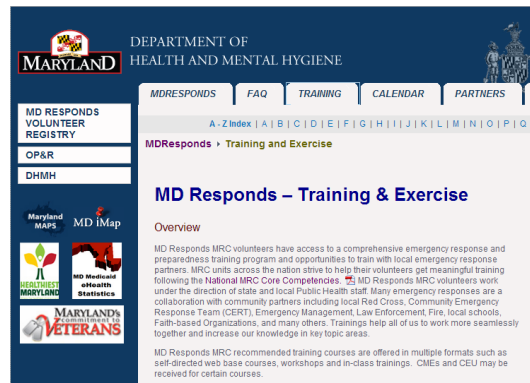 MARYLAND
DEPARTMENT OF
HEALTH AND MENTAL HYGIENE
MDRESPONDS FAQ TRAINING CALENDAR PARTNERS
A - Z Index | A | B | C | D | E | F | G | H | I | J | K | L | M | N | O | P | Q
MD RESPONDS
VOLUNTEER
REGISTRY
OP&R
DHMH
Maryland
MAPS
MD iMap
HEALTHIEST
MARYLAND
MD Medicaid
eHealth
Statistics
MARYLAND'S
commitment to
VETERANS
MDResponds ▸ Training and Exercise
MD Responds – Training & Exercise
Overview
MD Responds MRC volunteers have access to a comprehensive emergency response and
preparedness training program and opportunities to train with local emergency response
partners. MRC units across the nation strive to help their volunteers get meaningful training
following the National MRC Core Competencies. MD Responds MRC volunteers work
under the direction of state and local Public Health staff. Many emergency responses are a
collaboration with community partners including local Red Cross, Community Emergency
Response Team (CERT), Emergency Management, Law Enforcement, Fire, local schools,
Faith-based Organizations, and many others. Trainings help all of us to work more seamlessly
together and increase our knowledge in key topic areas.
MD Responds MRC recommended training courses are offered in multiple formats such as
self-directed web base courses, workshops and in-class trainings. CMEs and CEU may be
received for certain courses.